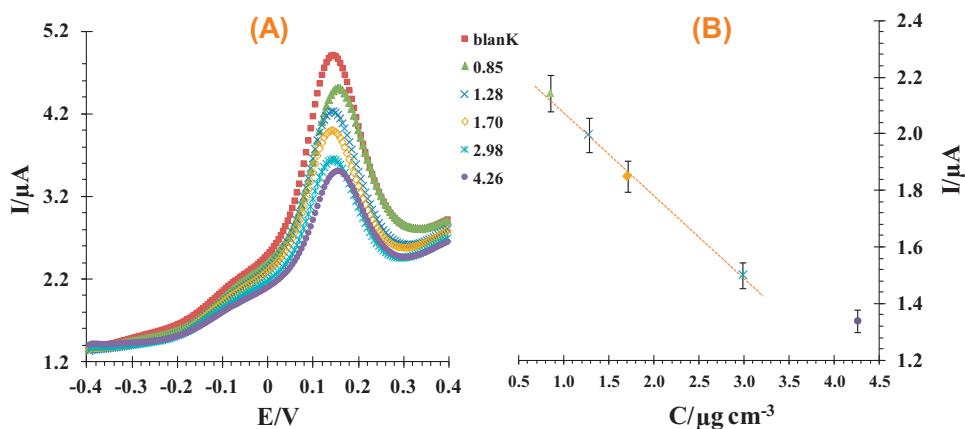 (A)
5.2
4.2
3.2
2.2
1.2
I/µA
-0.4 -0.3 -0.2 -0.1 0 0.1 0.2 0.3 0.4
E/V
blanK
0.85
1.28
1.70
2.98
4.26
(B)
2.4
2.2
2.0
1.8
1.6
1.4
1.2
I/µA
0.5 1.0 1.5 2.0 2.5 3.0 3.5 4.0 4.5
C/µg cm⁻³